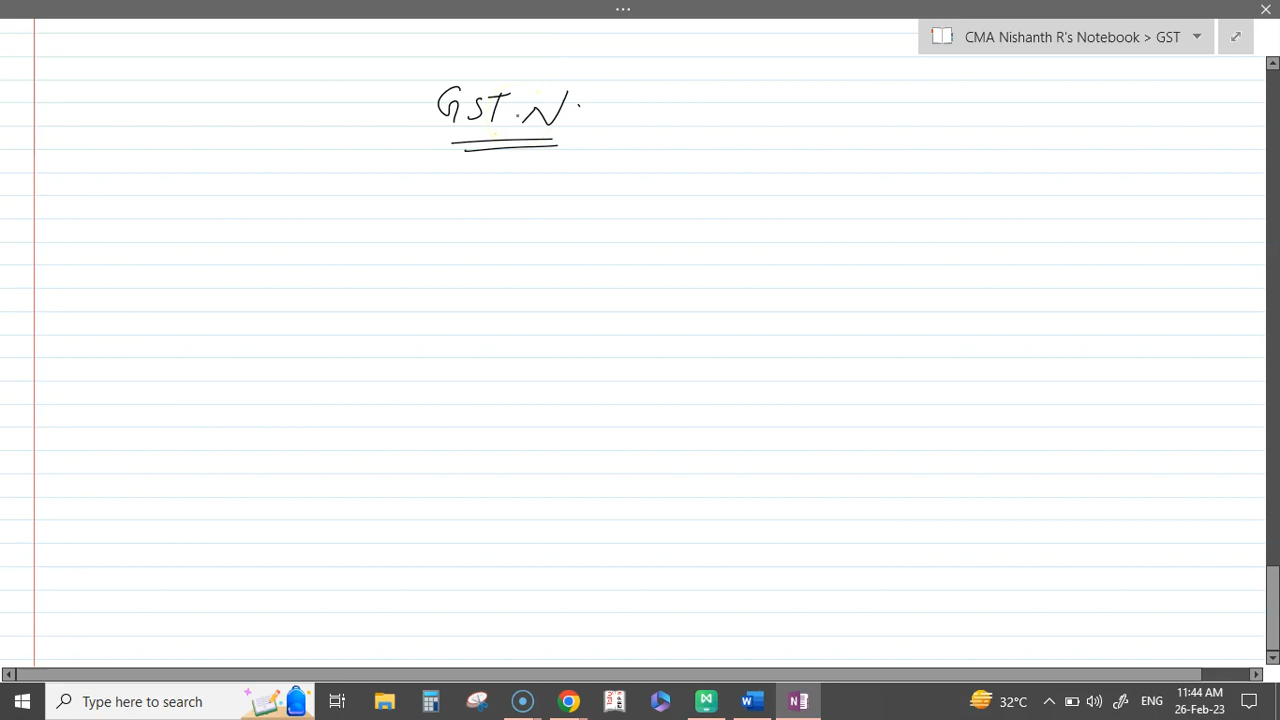 ...
CMA Nishanth R's Notebook > GST
GST.N.
Type here to search
32°C
ENG
11:44 AM
26-Feb-23